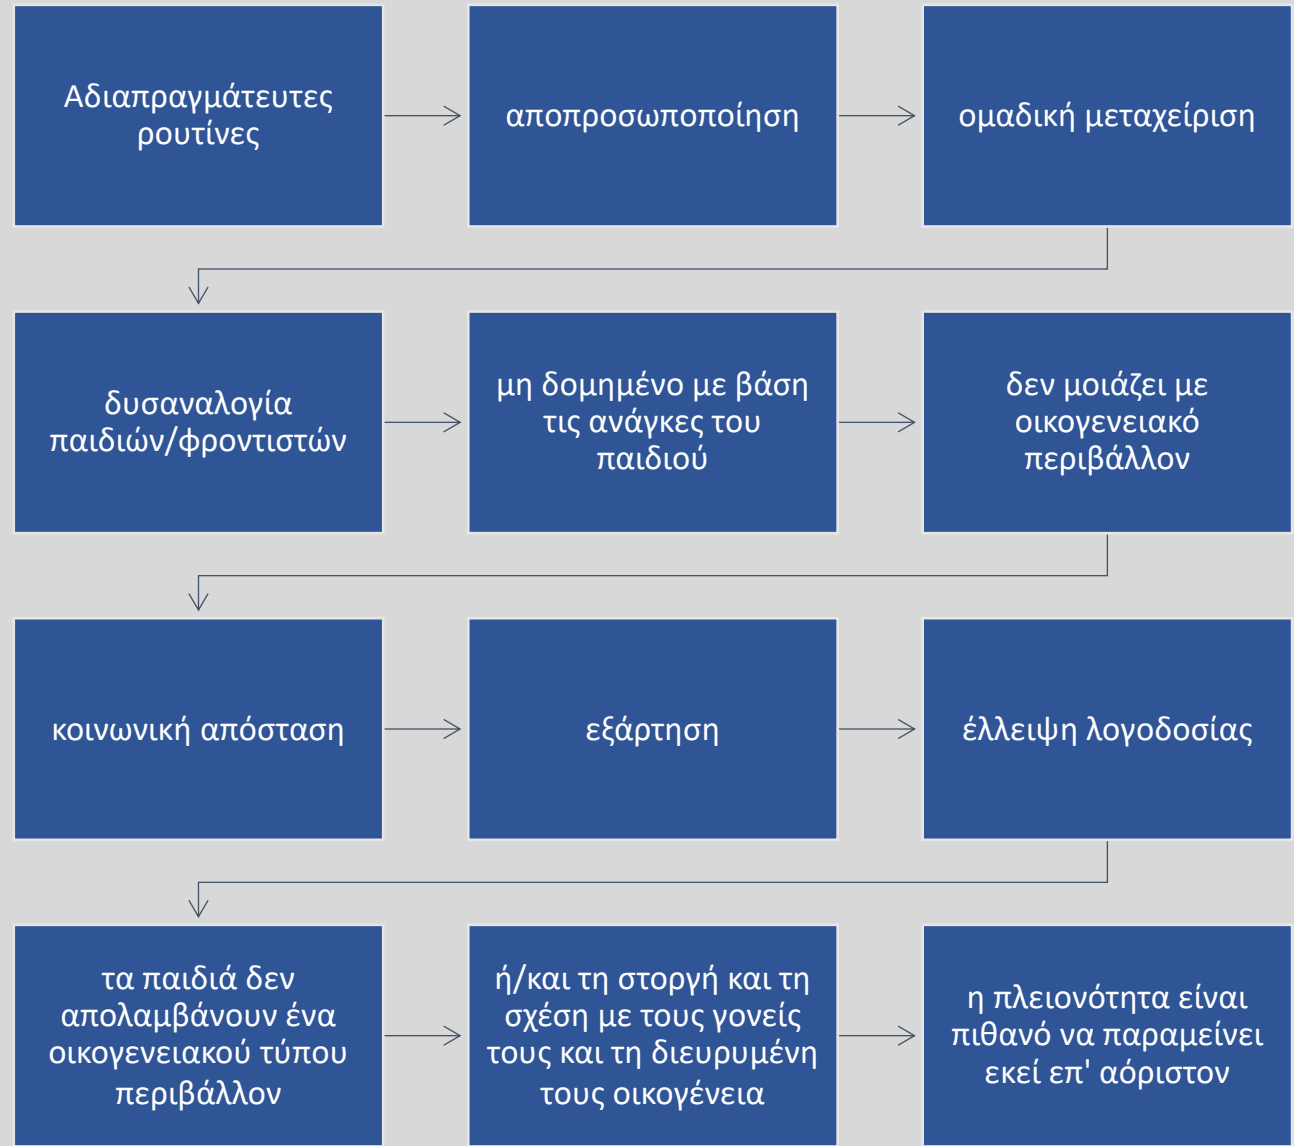 Αδιαπραγμάτευτες
ρουτίνες
αποπροσωποποίηση
ομαδική μεταχείριση
δυσαναλογία
παιδιών/φροντιστών
μη δομημένο με βάση
τις ανάγκες του
παιδιού
δεν μοιάζει με
οικογενειακό
περιβάλλον
κοινωνική απόσταση
εξάρτηση
έλλειψη λογοδοσίας
τα παιδιά δεν
απολαμβάνουν ένα
οικογενειακού τύπου
περιβάλλον
ή/και τη στοργή και τη
σχέση με τους γονείς
τους και τη διευρυμένη
τους οικογένεια
η πλειονότητα είναι
πιθανό να παραμείνει
εκεί επ' αόριστον